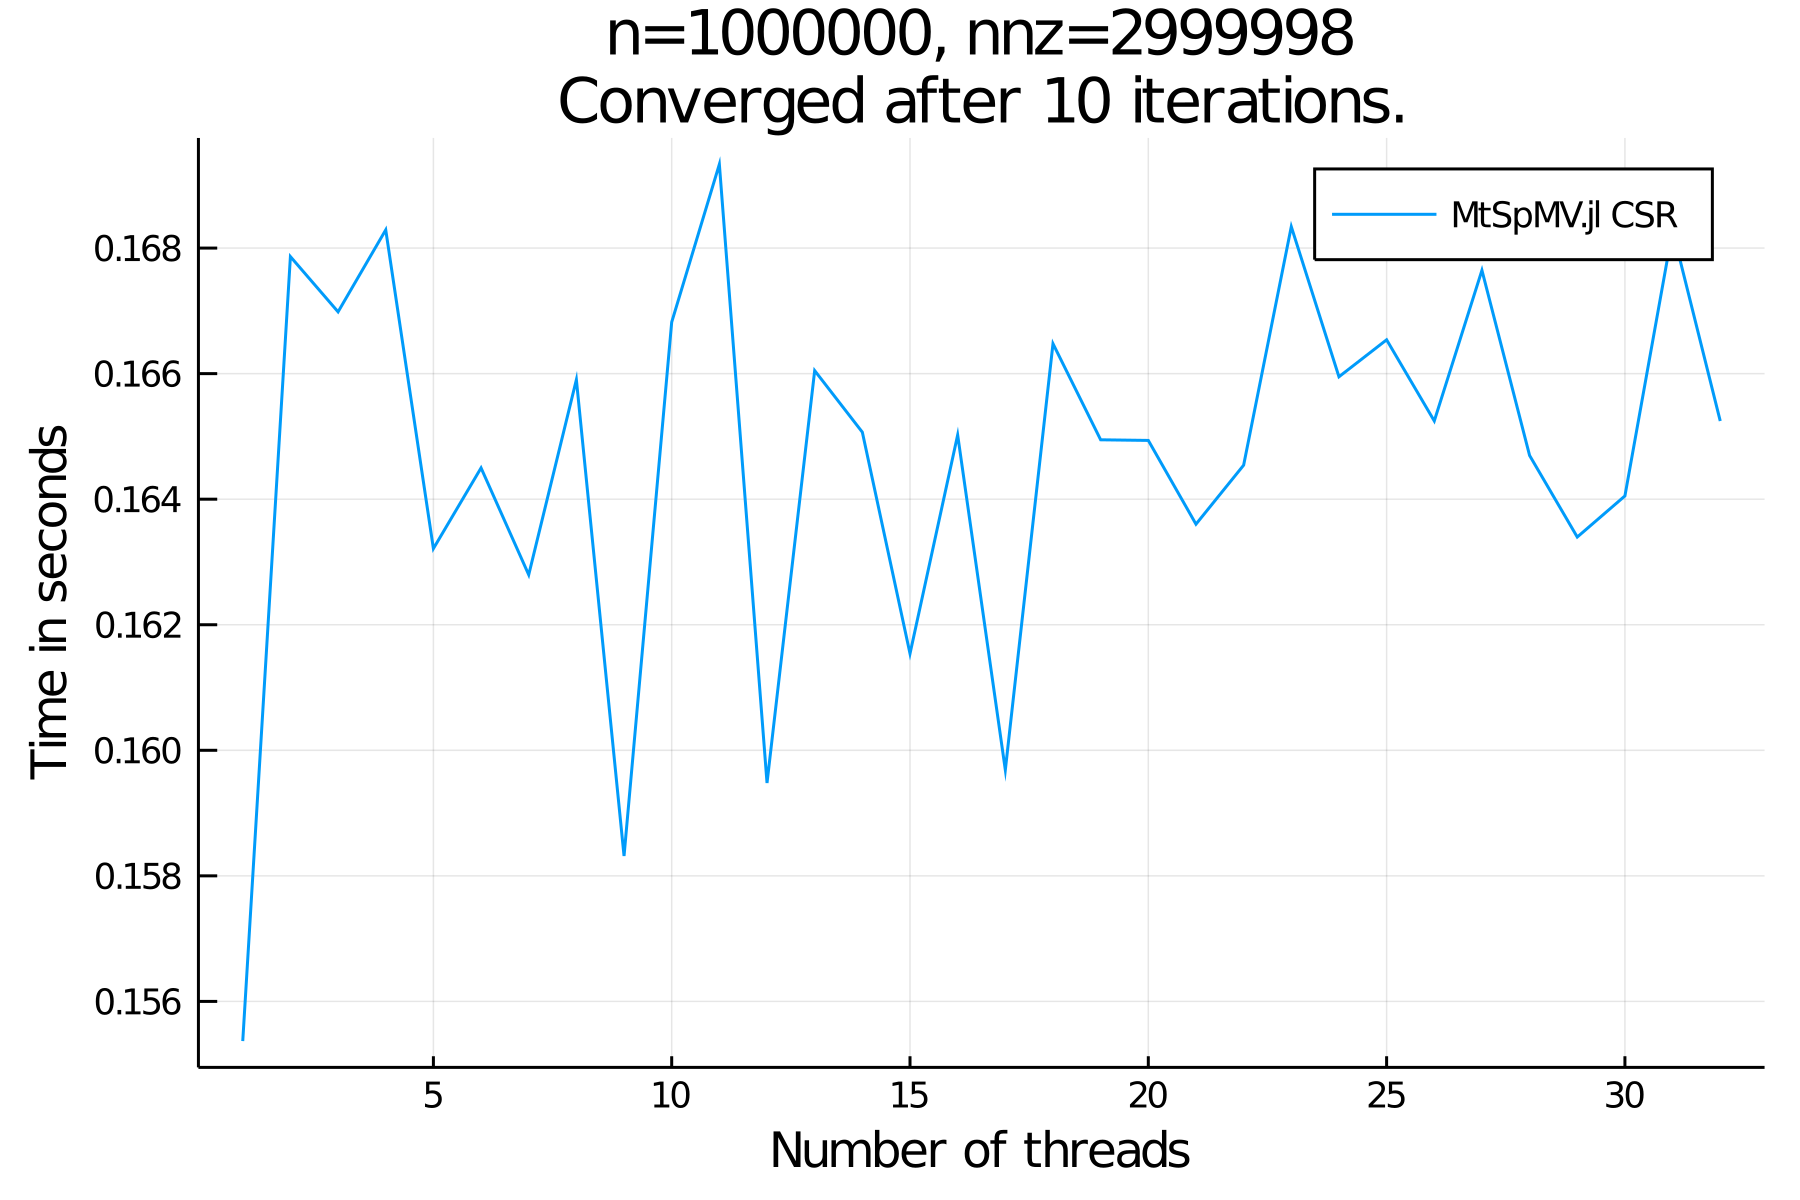 n=1000000, nnz=2999998
Converged after 10 iterations.
MtSpMV.jl CSR
0.168
0.166
0.164
0.162
0.160
0.158
0.156
Time in seconds
5 10 15 20 25 30
Number of threads